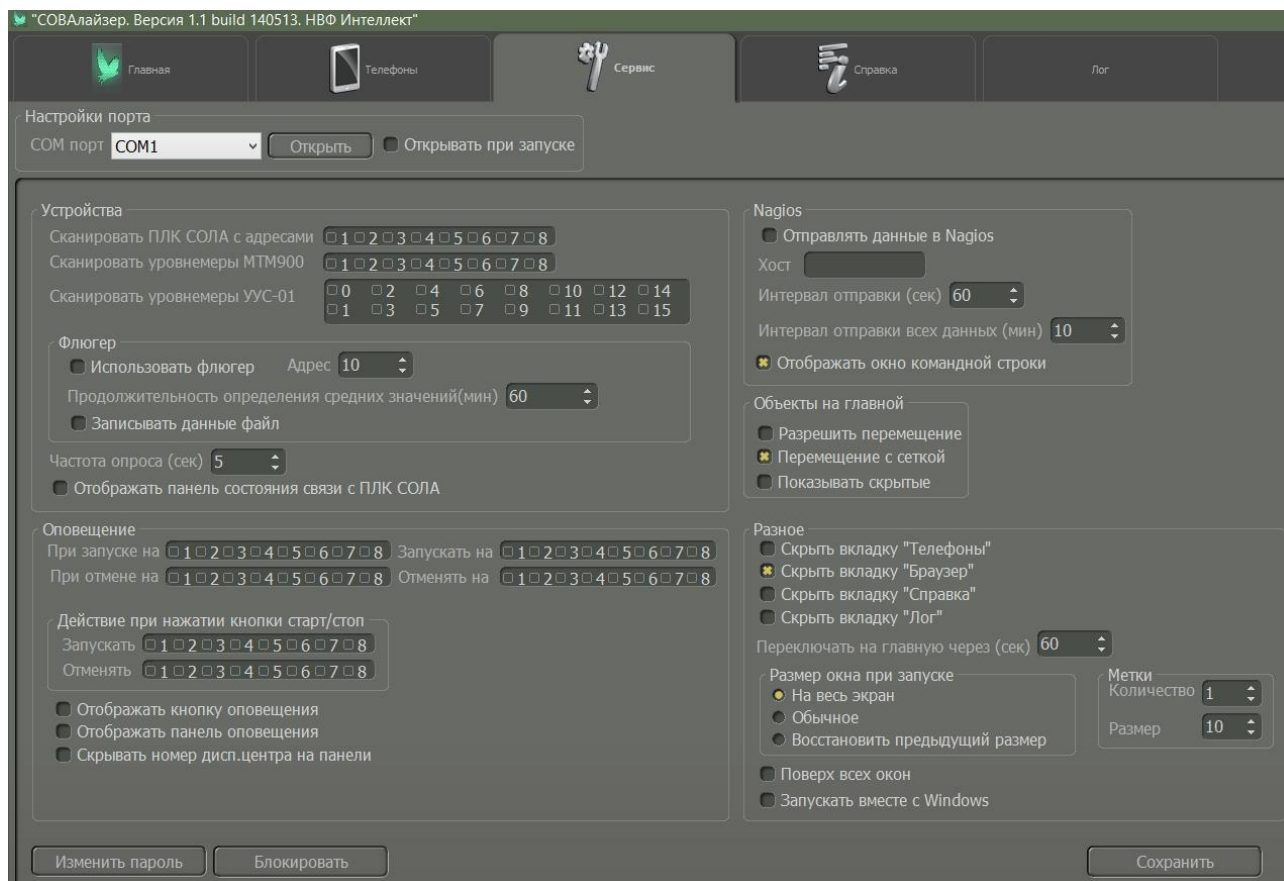 "СОВАлайзер. Версия 1.1 build 140513. НВФ Интеллект"
Главная
Телефоны
Сервис
Справка
Лог
Настройки порта
COM порт COM1 Открыть Открывать при запуске
Устройства
Сканировать ПЛК СОЛА с адресами 1 2 3 4 5 6 7 8
Сканировать уровнемеры МТМ900 1 2 3 4 5 6 7 8
Сканировать уровнемеры УУС-01
0 2 4 6 8 10 12 14
1 3 5 7 9 11 13 15
Флюгер
Использовать флюгер Адрес 10
Продолжительность определения средних значений(мин) 60
Записывать данные файл
Частота опроса (сек) 5
Отображать панель состояния связи с ПЛК СОЛА
Nagios
Отправлять данные в Nagios
Хост
Интервал отправки (сек) 60
Интервал отправки всех данных (мин) 10
Отображать окно командной строки
Объекты на главной
Разрешить перемещение
Перемещение с сеткой
Показывать скрытые
Оповещение
При запуске на 1 2 3 4 5 6 7 8 Запускать на 1 2 3 4 5 6 7 8
При отмене на 1 2 3 4 5 6 7 8 Отменять на 1 2 3 4 5 6 7 8
Действие при нажатии кнопки старт/стоп
Запускать 1 2 3 4 5 6 7 8
Отменять 1 2 3 4 5 6 7 8
Отображать кнопку оповещения
Отображать панель оповещения
Скрывать номер дисп.центра на панели
Разное
Скрыть вкладку "Телефоны"
Скрыть вкладку "Браузер"
Скрыть вкладку "Справка"
Скрыть вкладку "Лог"
Переключать на главную через (сек) 60
Размер окна при запуске
На весь экран
Обычное
Восстановить предыдущий размер
Метки
Количество 1
Размер 10
Поверх всех окон
Запускать вместе с Windows
Изменить пароль
Блокировать
Сохранить